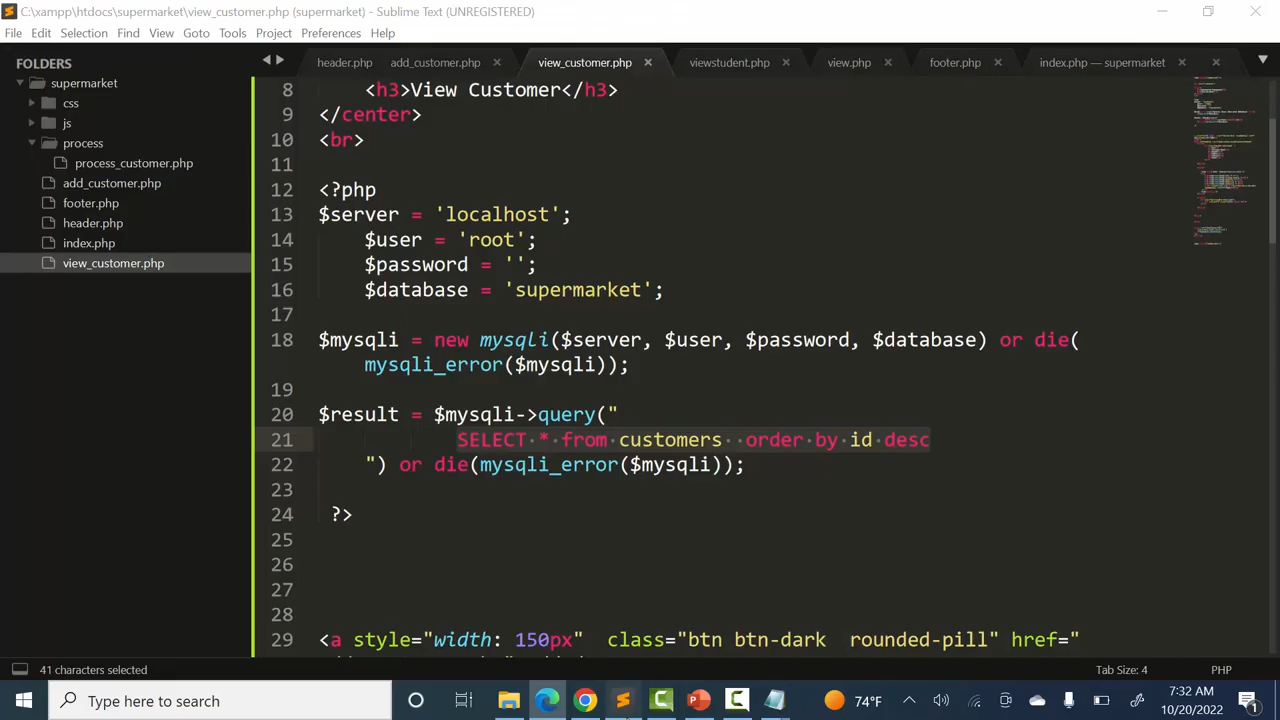 C:\xampp\htdocs\supermarket\view_customer.php (supermarket) - Sublime Text (UNREGISTERED)
File Edit Selection Find View Goto Tools Project Preferences Help
FOLDERS
supermarket
css
js
process
process_customer.php
add_customer.php
footer.php
header.php
index.php
view_customer.php
header.php add_customer.php view_customer.php viewstudent.php view.php footer.php index.php — supermarket
8 <h3>View Customer</h3>
9 </center>
10 <br>
11
12 <?php
13 $server = 'localhost';
14 $user = 'root';
15 $password = '';
16 $database = 'supermarket';
17
18 $mysqli = new mysqli($server, $user, $password, $database) or die(
mysqli_error($mysqli));
19
20 $result = $mysqli->query("
21 SELECT * from customers  order by id desc
22 ") or die(mysqli_error($mysqli));
23
24 ?>
25
26
27
28
29 <a style="width: 150px"  class="btn btn-dark  rounded-pill" href="
41 characters selected
Tab Size: 4
PHP
Type here to search
74°F
7:32 AM
10/20/2022
1